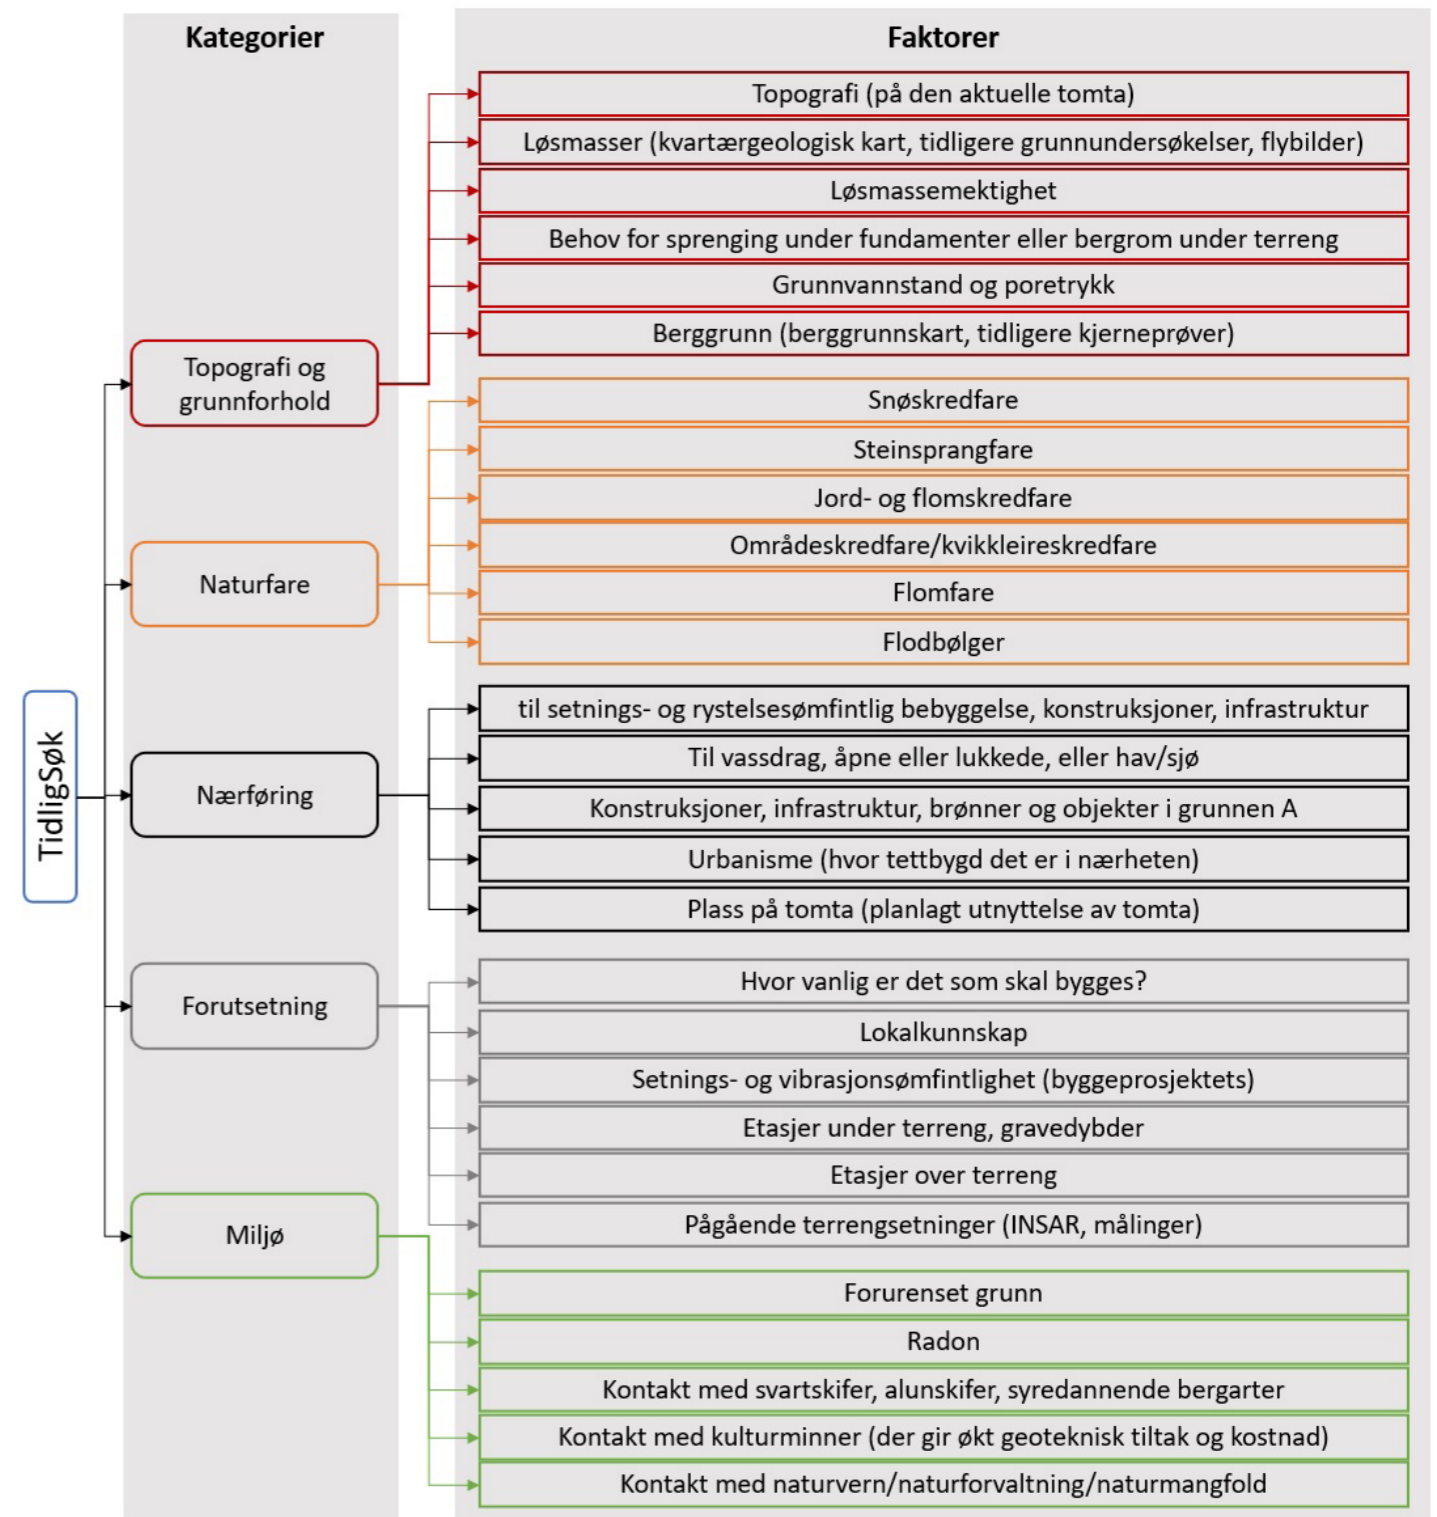 Kategorier
Faktorer
TidligSøk
Topografi og
grunnforhold
Topografi (på den aktuelle tomta)
Løsmasser (kvartærgeologisk kart, tidligere grunnundersøkelser, flybilder)
Løsmassemektighet
Behov for sprenging under fundamenter eller bergrom under terreng
Grunnvannstand og poretrykk
Berggrunn (berggrunnskart, tidligere kjerneprøver)
Naturfare
Snøskredfare
Steinsprangfare
Jord- og flomskredfare
Områdeskredfare/kvikkleireskredfare
Flomfare
Flodbølger
Nærføring
til setnings- og rystelsesømfintlig bebyggelse, konstruksjoner, infrastruktur
Til vassdrag, åpne eller lukkede, eller hav/sjø
Konstruksjoner, infrastruktur, brønner og objekter i grunnen A
Urbanisme (hvor tettbygd det er i nærheten)
Plass på tomta (planlagt utnyttelse av tomta)
Forutsetning
Hvor vanlig er det som skal bygges?
Lokalkunnskap
Setnings- og vibrasjonsømfintlighet (byggeprosjektets)
Etasjer under terreng, gravedybder
Etasjer over terreng
Pågående terrengsetninger (INSAR, målinger)
Miljø
Forurenset grunn
Radon
Kontakt med svartskifer, alunskifer, syredannende bergarter
Kontakt med kulturminner (der gir økt geoteknisk tiltak og kostnad)
Kontakt med naturvern/naturforvaltning/naturmangfold